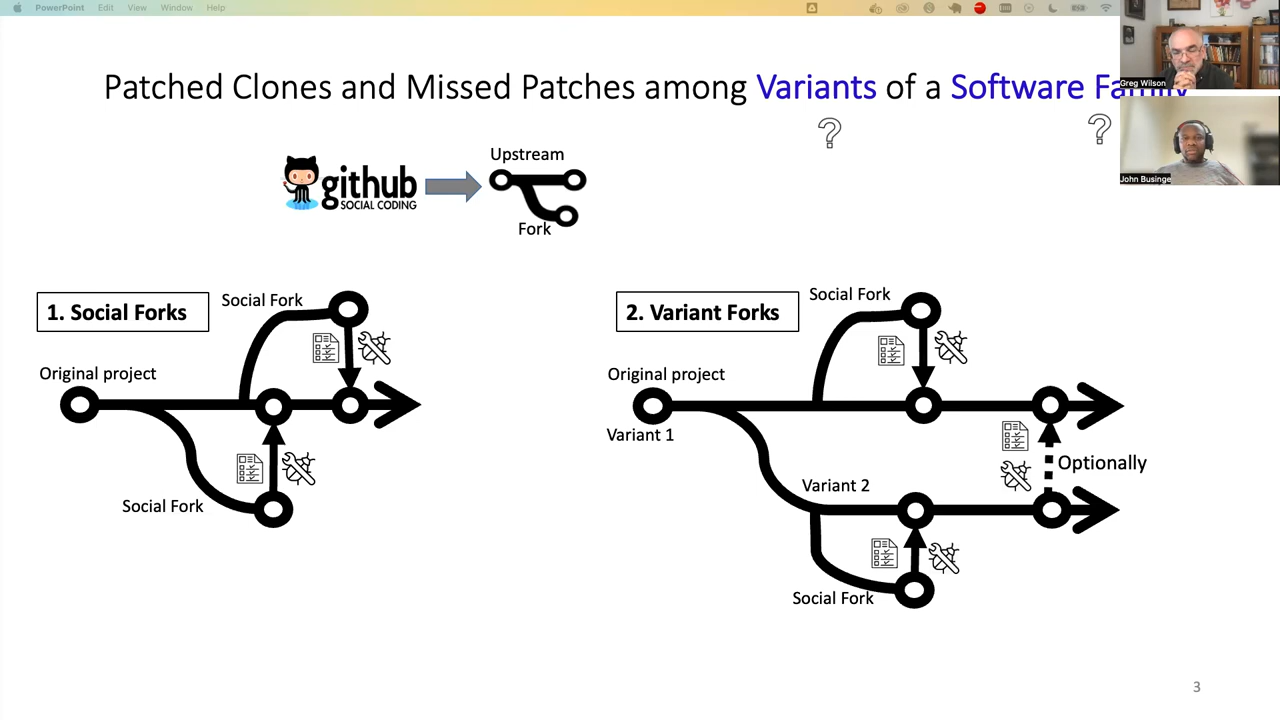 PowerPoint Edit View Window Help
Greg Wilson
John Businge
Patched Clones and Missed Patches among Variants of a Software Family
? ?
github
SOCIAL CODING
Upstream
Fork
1. Social Forks
Social Fork
Original project
Social Fork
2. Variant Forks
Social Fork
Original project
Variant 1
Optionally
Variant 2
Social Fork
3